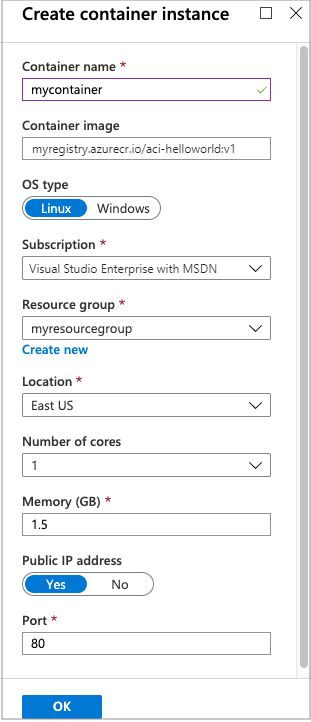 Create container instance
Container name *
mycontainer
Container image
myregistry.azurecr.io/aci-helloworld:v1
OS type
Linux Windows
Subscription *
Visual Studio Enterprise with MSDN
Resource group *
myresourcegroup
Create new
Location *
East US
Number of cores
1
Memory (GB) *
1.5
Public IP address
Yes No
Port *
80
OK